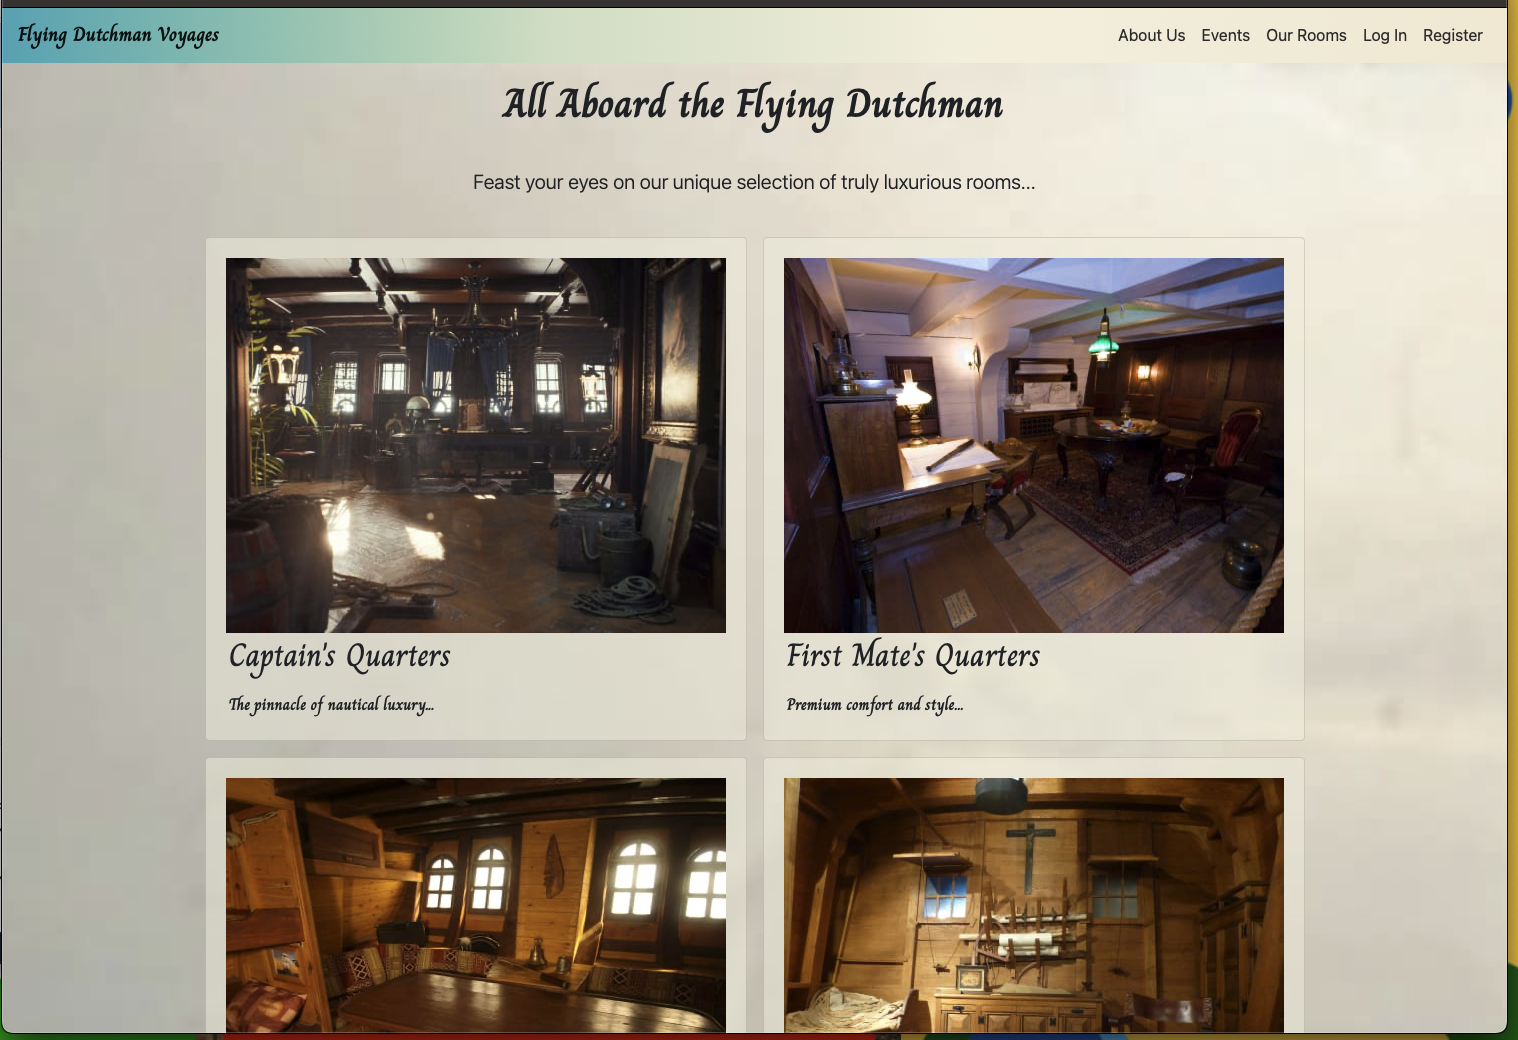 Flying Dutchman Voyages
About Us Events Our Rooms Log In Register
All Aboard the Flying Dutchman
Feast your eyes on our unique selection of truly luxurious rooms...
Captain's Quarters
The pinnacle of nautical luxury...
First Mate's Quarters
Premium comfort and style...